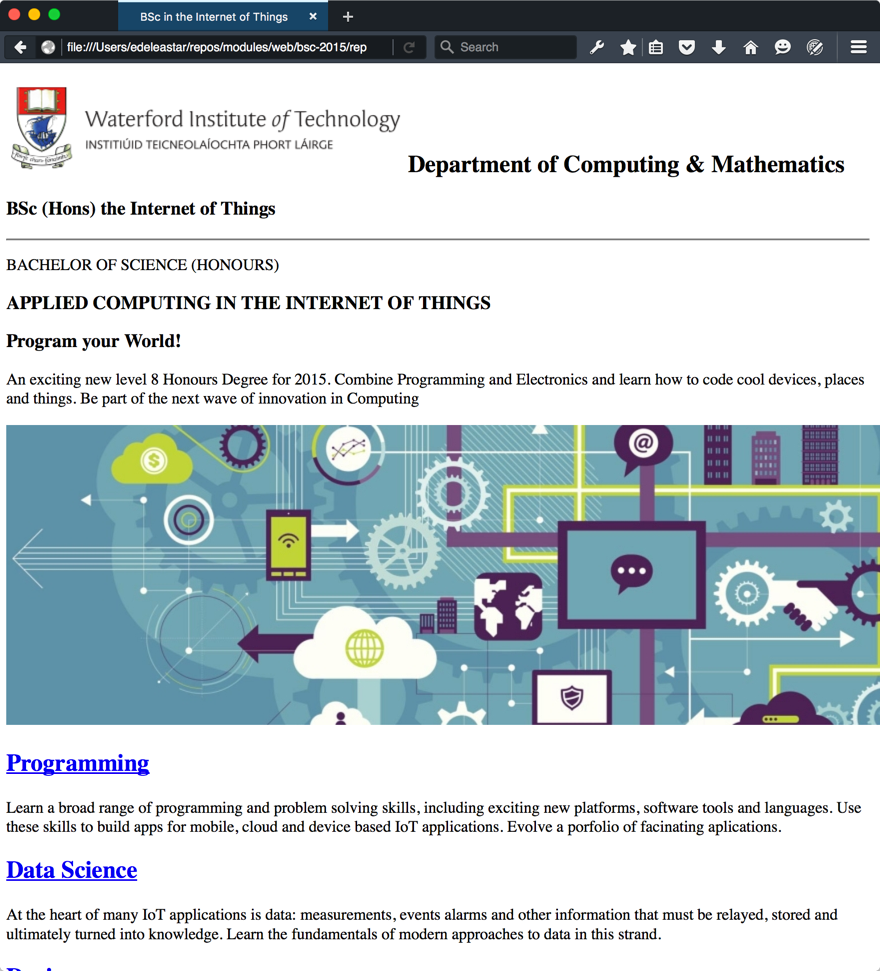 BSc in the Internet of Things
file:///Users/edeleastar/repos/modules/web/bsc-2015/rep
Search
Waterford Institute of Technology
INSTITIÚID TEICNEOLAÍOCHTA PHORT LÁIRGE
Department of Computing & Mathematics
BSc (Hons) the Internet of Things
BACHELOR OF SCIENCE (HONOURS)
APPLIED COMPUTING IN THE INTERNET OF THINGS
Program your World!
An exciting new level 8 Honours Degree for 2015. Combine Programming and Electronics and learn how to code cool devices, places
and things. Be part of the next wave of innovation in Computing
$
@
Programming
Learn a broad range of programming and problem solving skills, including exciting new platforms, software tools and languages. Use
these skills to build apps for mobile, cloud and device based IoT applications. Evolve a porfolio of facinating aplications.
Data Science
At the heart of many IoT applications is data: measurements, events alarms and other information that must be relayed, stored and
ultimately turned into knowledge. Learn the fundamentals of modern approaches to data in this strand.